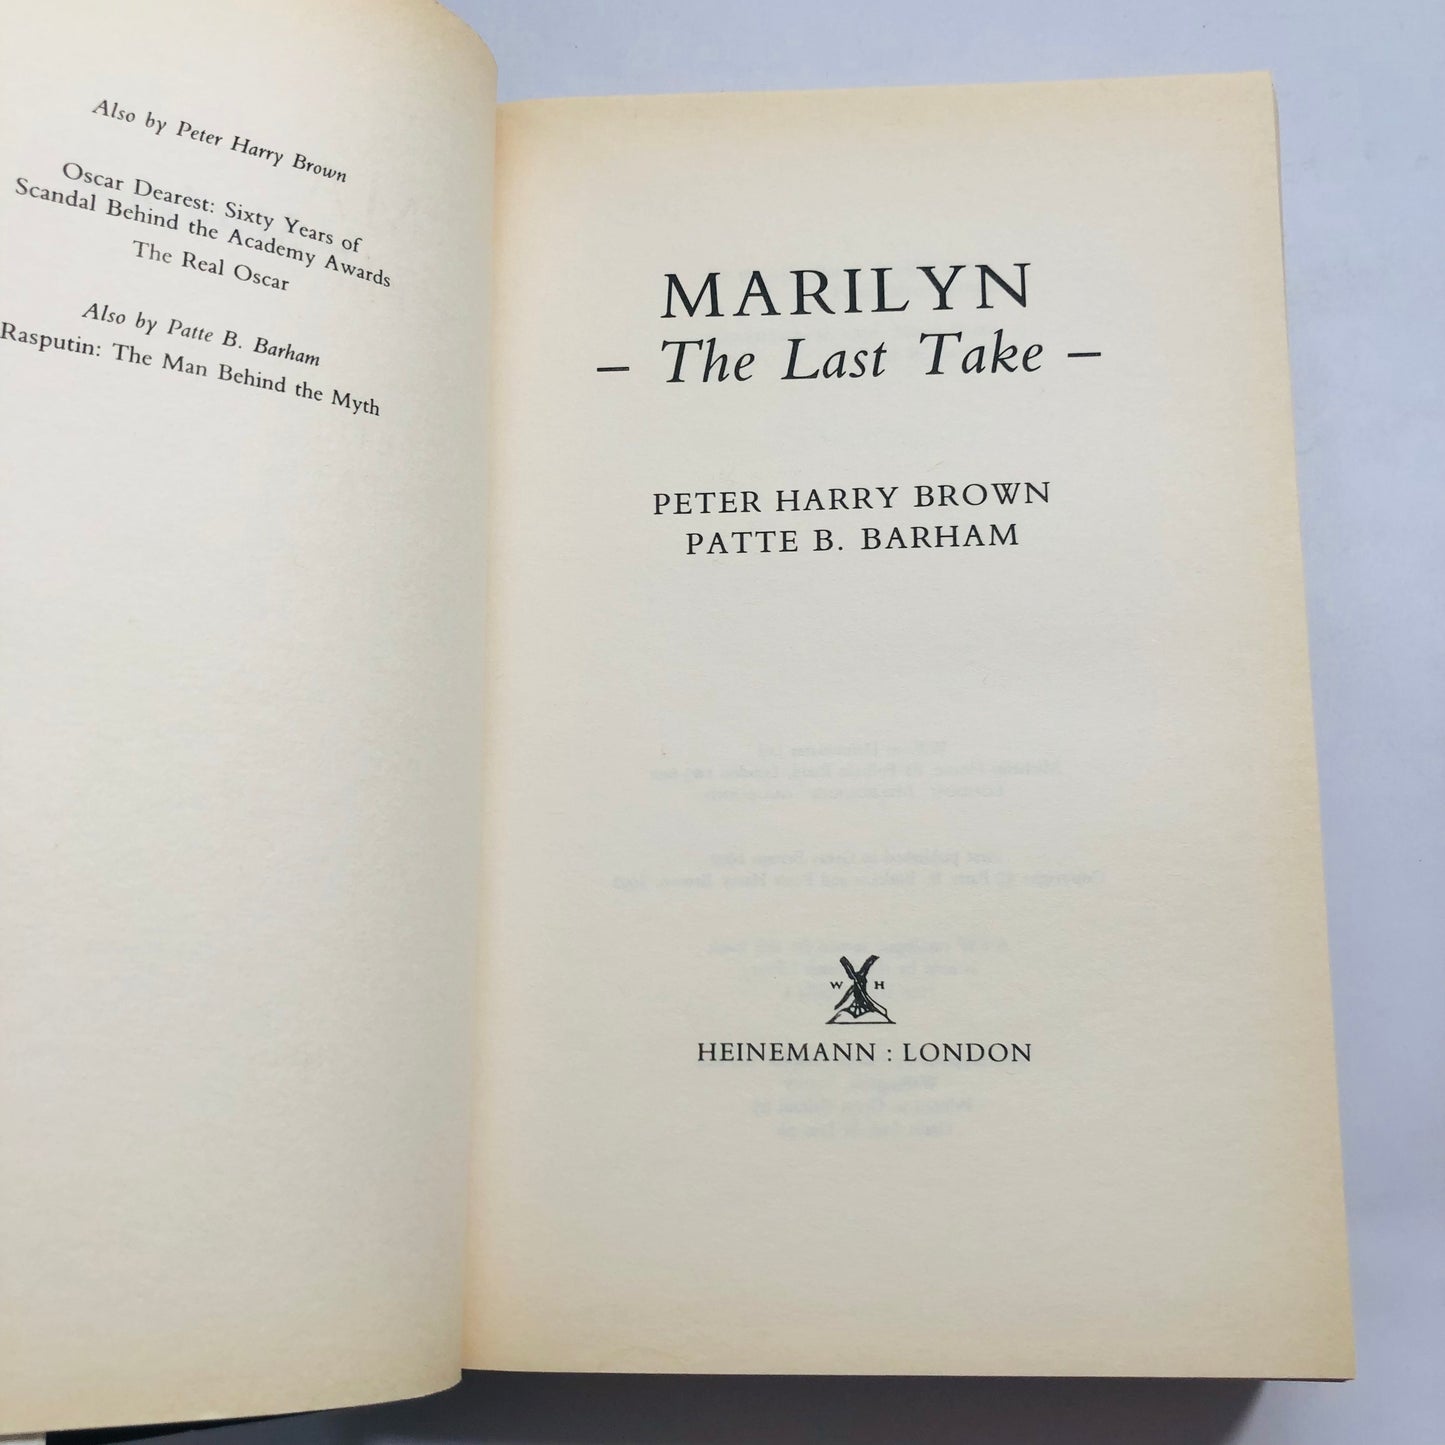 Also by Peter Harry Brown
Oscar Dearest: Sixty Years of
Scandal Behind the Academy Awards
The Real Oscar
Also by Patte B. Barham
Rasputin: The Man Behind the Myth
MARILYN
– The Last Take –
PETER HARRY BROWN
PATTE B. BARHAM
W H
HEINEMANN : LONDON